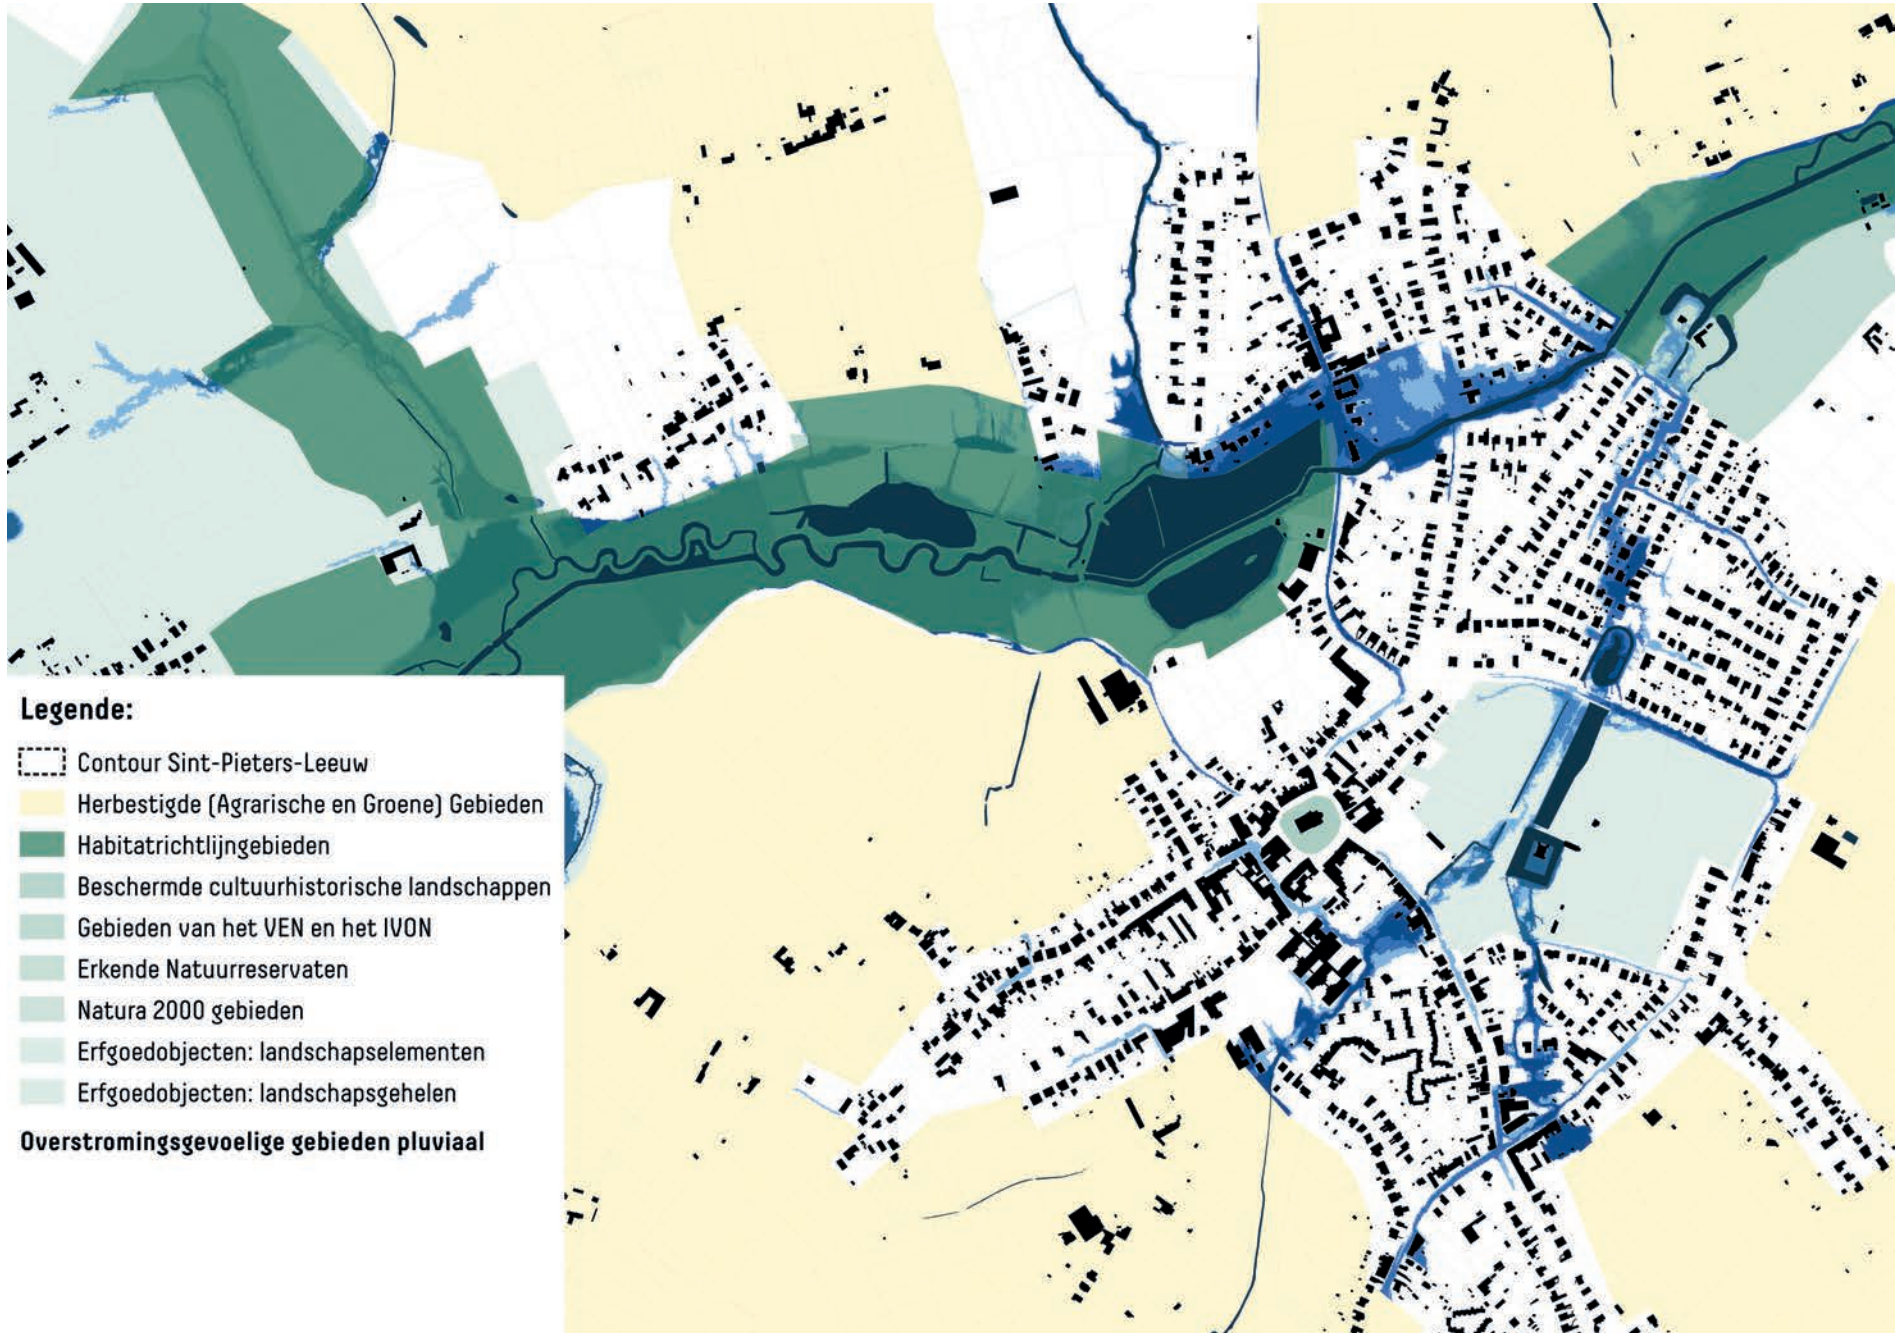 Legende:
Contour Sint-Pieters-Leeuw
Herbestigde (Agrarische en Groene) Gebieden
Habitatrichtlijngebieden
Beschermde cultuurhistorische landschappen
Gebieden van het VEN en het IVON
Erkende Natuurreservaten
Natura 2000 gebieden
Erfgoedobjecten: landschapselementen
Erfgoedobjecten: landschapsgehelen
Overstromingsgevoelige gebieden pluviaal